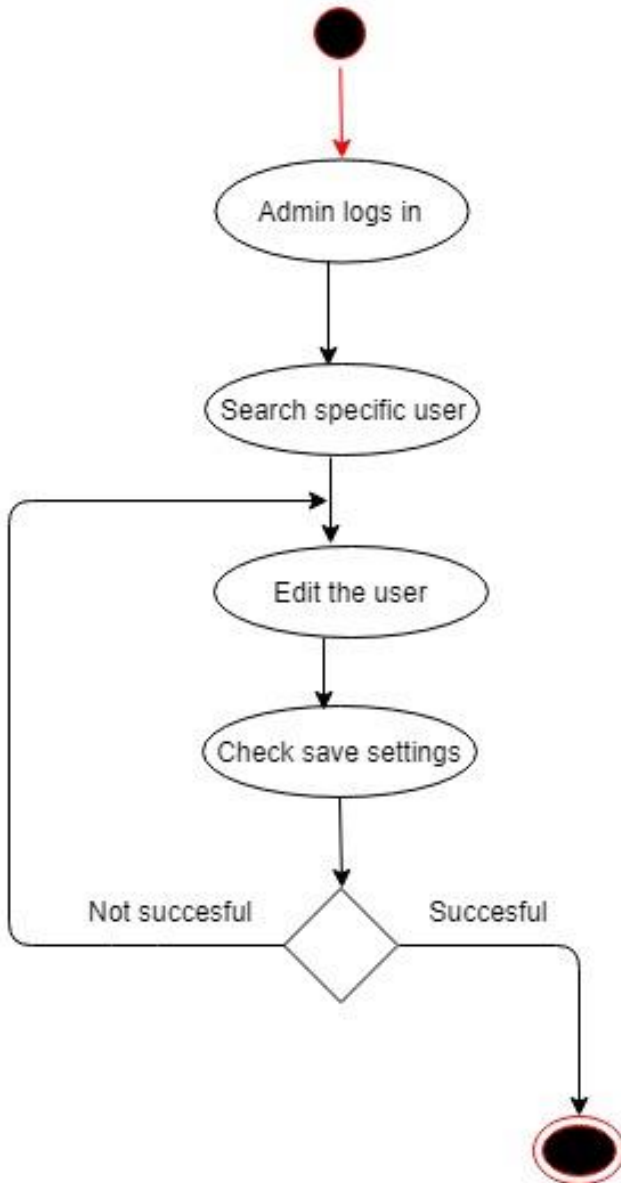 Admin logs in
Search specific user
Edit the user
Check save settings
Not succesful
Succesful